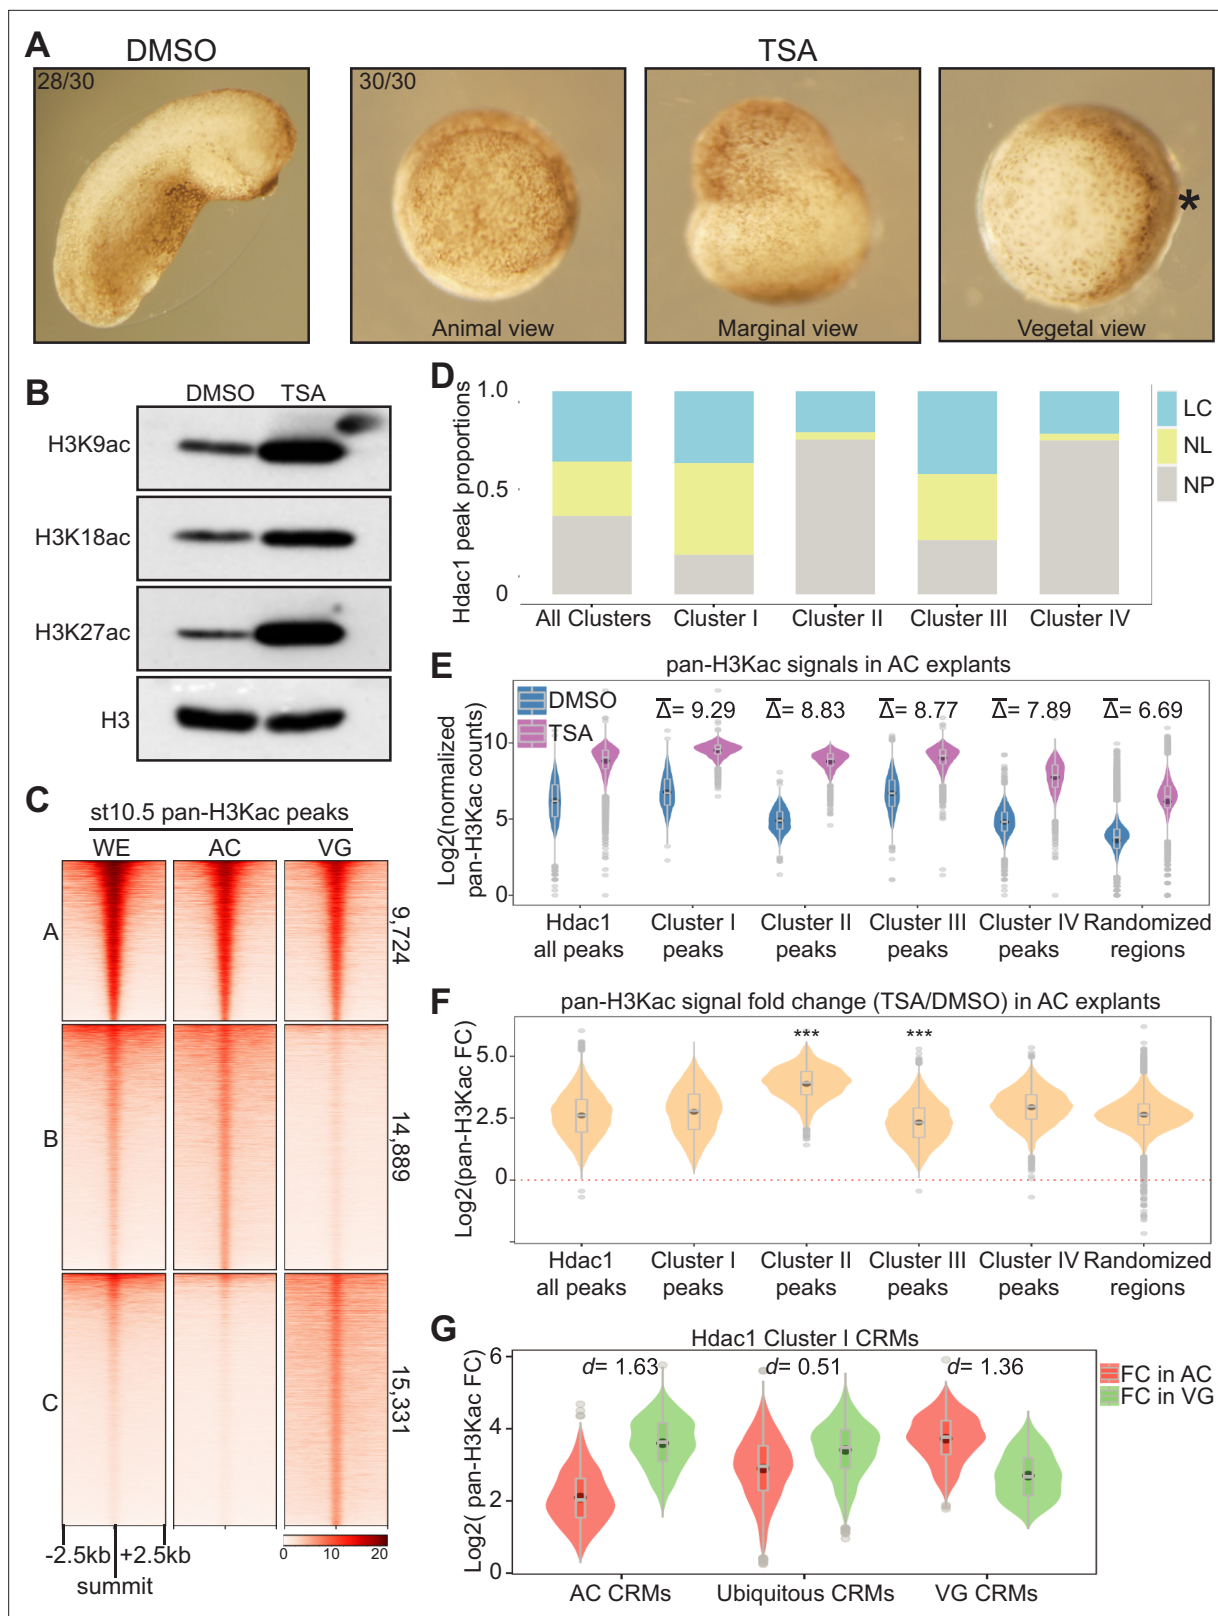 A
DMSO
TSA
28/30
30/30
Animal view
Marginal view
*
Vegetal view
B
DMSO TSA
H3K9ac
H3K18ac
H3K27ac
H3
C
st10.5 pan-H3Kac peaks
WE AC VG
A
9,724
B
14,889
C
15,331
-2.5kb +2.5kb
summit
0 10 20
D
Hdac1 peak proportions
1.0
0.5
0
LC
NL
NP
All Clusters Cluster I Cluster II Cluster III Cluster IV
E
pan-H3Kac signals in AC explants
Log2(normalized
pan-H3Kac counts)
10
5
0
DMSO
TSA
Δ̅= 9.29 Δ̅= 8.83 Δ̅= 8.77 Δ̅= 7.89 Δ̅= 6.69
Hdac1 Cluster I Cluster II Cluster III Cluster IV Randomized
all peaks peaks peaks peaks peaks regions
F
pan-H3Kac signal fold change (TSA/DMSO) in AC explants
Log2(pan-H3Kac FC)
5.0
2.5
0
*** ***
Hdac1 Cluster I Cluster II Cluster III Cluster IV Randomized
all peaks peaks peaks peaks peaks regions
G
Hdac1 Cluster I CRMs
Log2( pan-H3Kac FC)
6
4
2
0
d= 1.63 d= 0.51 d= 1.36
FC in AC
FC in VG
AC CRMs Ubiquitous CRMs VG CRMs